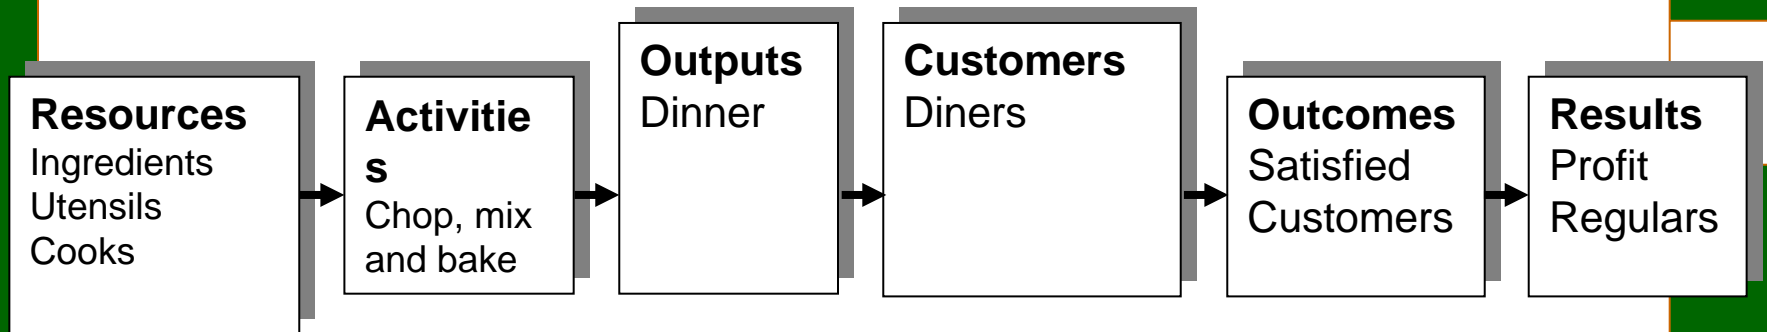 Resources
Ingredients
Utensils
Cooks
Activitie
s
Chop, mix
and bake
Outputs
Dinner
Customers
Diners
Outcomes
Satisfied
Customers
Results
Profit
Regulars